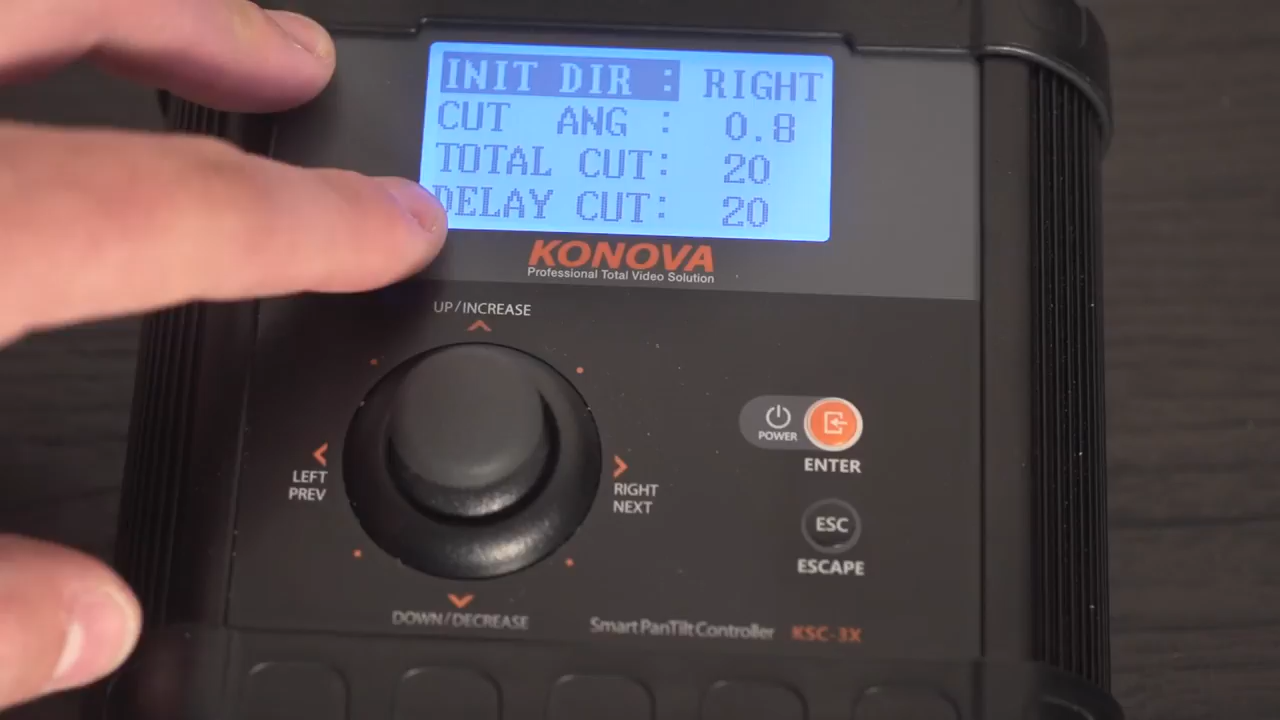 INIT DIR : RIGHT
CUT ANG : 0.8
TOTAL CUT: 20
DELAY CUT: 20
KONOVA
Professional Total Video Solution
UP/INCREASE
LEFT
PREV
RIGHT
NEXT
POWER
ENTER
ESC
ESCAPE
DOWN/DECREASE
Smart PanTilt Controller KSC-3X